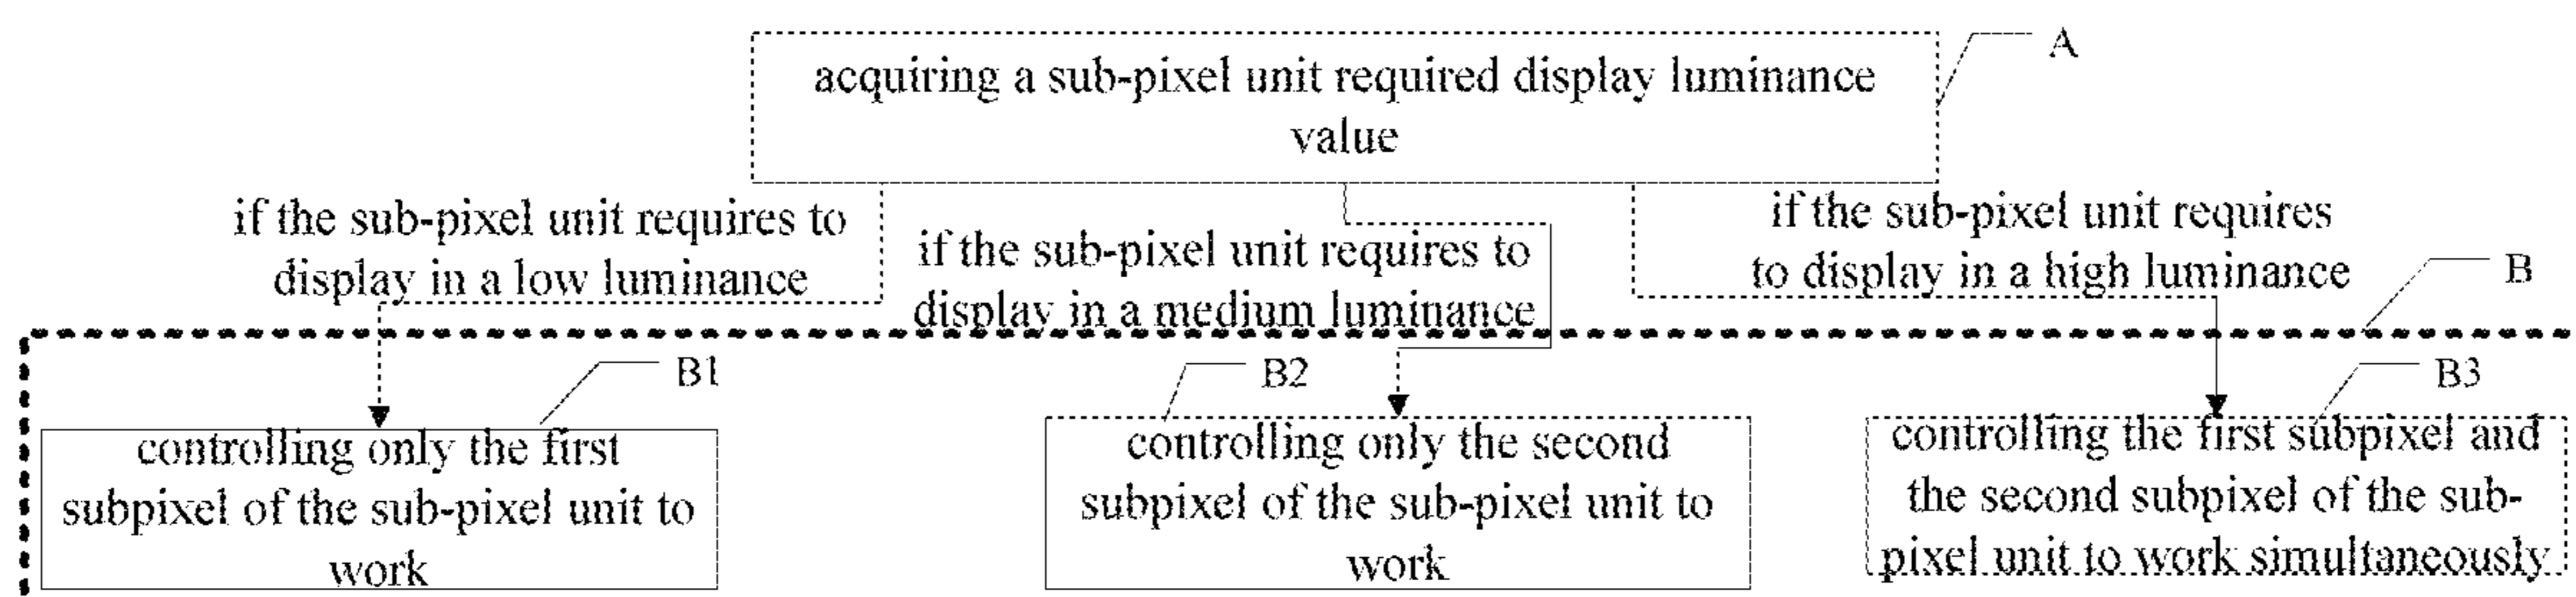 A
acquiring a sub-pixel unit required display luminance
value
if the sub-pixel unit requires to
display in a low luminance
if the sub-pixel unit requires to
display in a medium luminance
if the sub-pixel unit requires
to display in a high luminance
B
B1
B2
B3
controlling only the first
subpixel of the sub-pixel unit to
work
controlling only the second
subpixel of the sub-pixel unit to
work
controlling the first subpixel and
the second subpixel of the sub-
pixel unit to work simultaneously